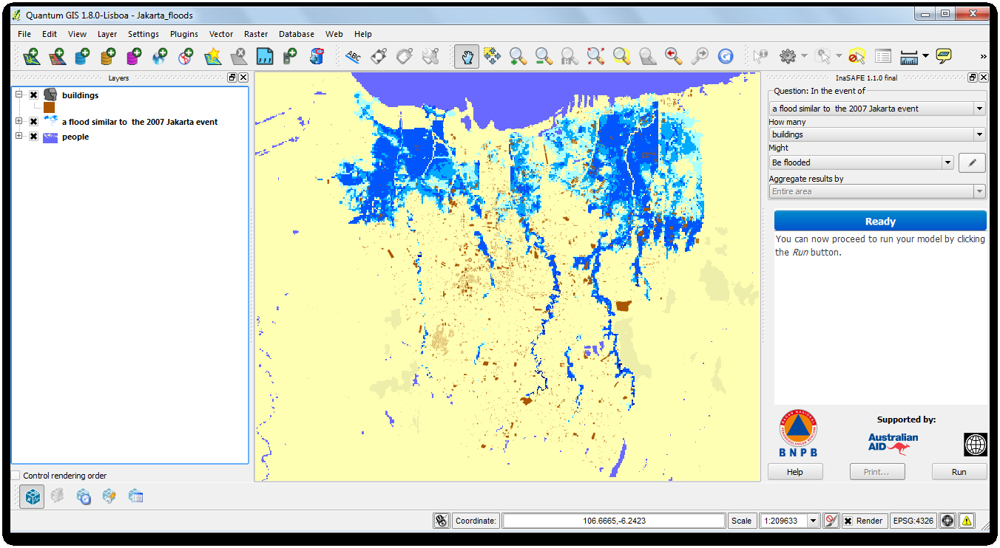 Quantum GIS 1.8.0-Lisboa - Jakarta_floods
File Edit View Layer Settings Plugins Vector Raster Database Web Help
ABC
»
Layers
buildings
a flood similar to  the 2007 Jakarta event
people
Control rendering order
InaSAFE 1.1.0 final
Question: In the event of
a flood similar to  the 2007 Jakarta event
How many
buildings
Might
Be flooded
Aggregate results by
Entire area
Ready
You can now proceed to run your model by clicking
the Run button.
BNPB
Supported by:
Australian
AID
Help Print... Run
Coordinate: 106.6665,-6.2423 Scale 1:209633 Render EPSG:4326